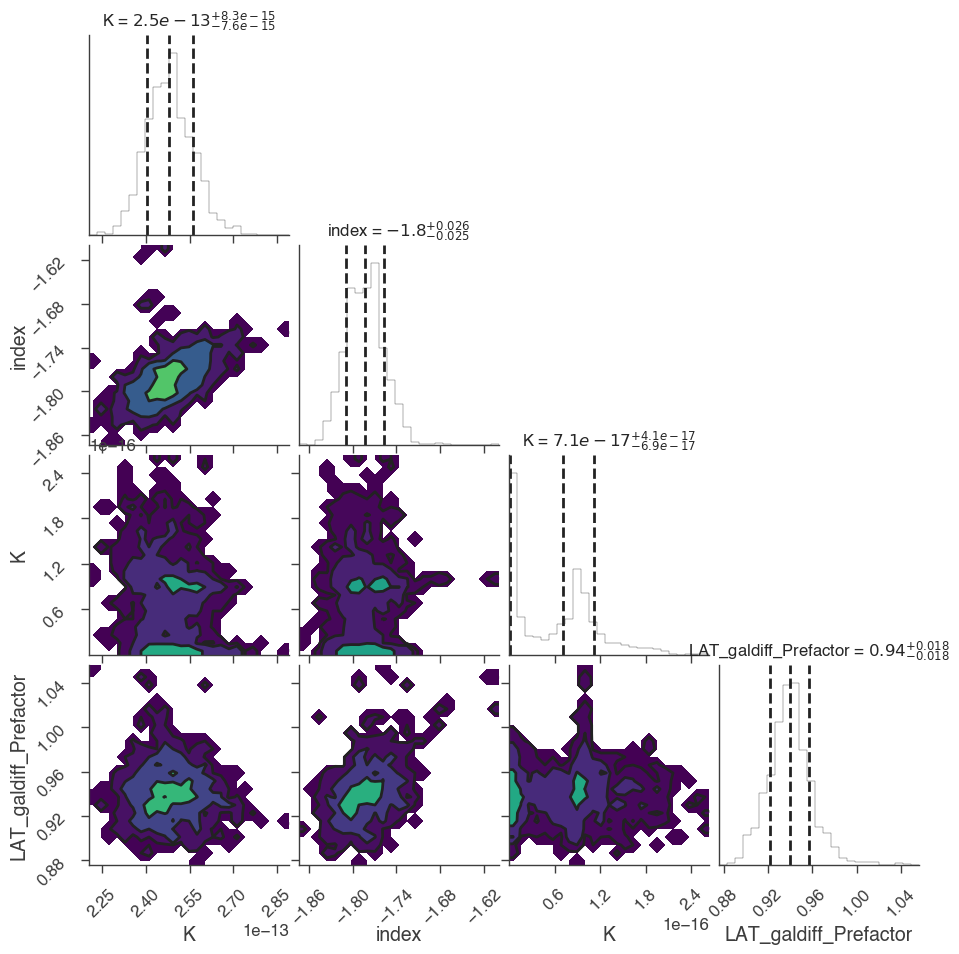 K = 2.5e−13+8.3e−15 −7.6e−15
index = −1.8+0.026 −0.025
−1.62
−1.68
−1.74
−1.80
−1.86
index
K = 7.1e−17+4.1e−17 −6.9e−17
1e−16
2.4
1.8
1.2
0.6
K
LAT_galdiff_Prefactor = 0.94+0.018 −0.018
1.04
1.00
0.96
0.92
0.88
LAT_galdiff_Prefactor
2.25 2.40 2.55 2.70 2.85
1e−13
K
−1.86 −1.80 −1.74 −1.62
index
0.6 1.2 1.8 2.4
1e−16
K
0.88 0.92 0.96 1.00 1.04
LAT_galdiff_Prefactor